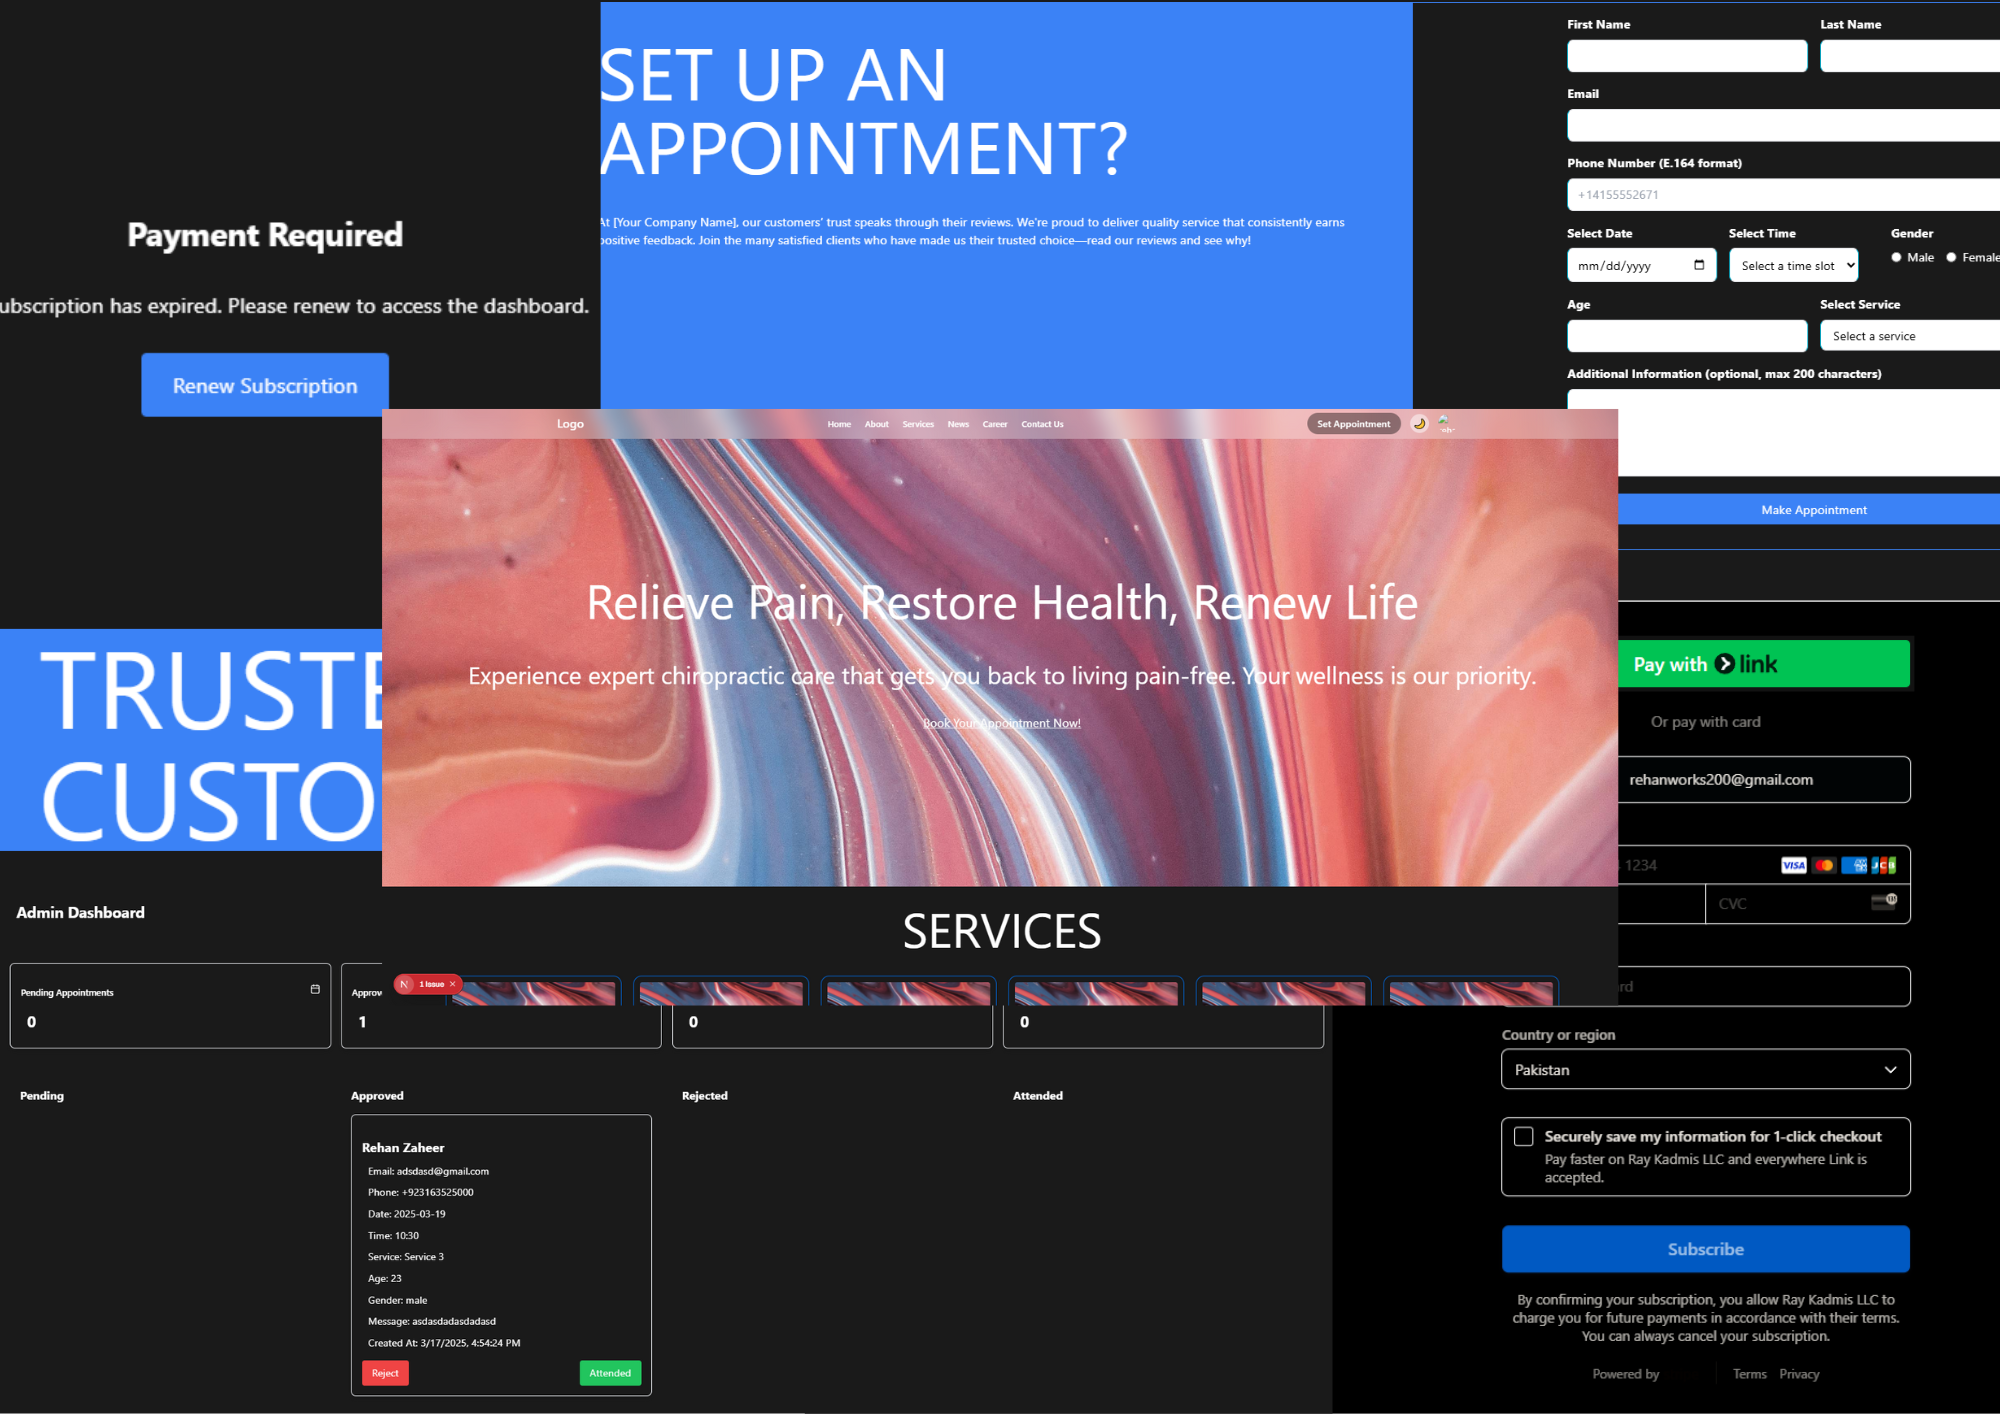 Payment Required
ubscription has expired. Please renew to access the dashboard.
Renew Subscription
SET UP AN
APPOINTMENT?
At [Your Company Name], our customers' trust speaks through their reviews. We're proud to deliver quality service that consistently earns
positive feedback. Join the many satisfied clients who have made us their trusted choice—read our reviews and see why!
First Name
Last Name
Email
Phone Number (E.164 format)
+14155552671
Select Date
Select Time
Gender
mm/dd/yyyy
Select a time slot
Male
Female
Age
Select Service
Select a service
Additional Information (optional, max 200 characters)
Make Appointment
Logo
Home About Services News Career Contact Us
Set Appointment
Relieve Pain, Restore Health, Renew Life
Experience expert chiropractic care that gets you back to living pain-free. Your wellness is our priority.
Book Your Appointment Now!
SERVICES
N 1 Issue ×
TRUSTE
CUSTO
Admin Dashboard
Pending Appointments
0
Approv
1
0
0
Pending
Approved
Rejected
Attended
Rehan Zaheer
Email: adsdasd@gmail.com
Phone: +923163525000
Date: 2025-03-19
Time: 10:30
Service: Service 3
Age: 23
Gender: male
Message: asdasdadasdadasd
Created At: 3/17/2025, 4:54:24 PM
Reject
Attended
Pay with link
Or pay with card
rehanworks200@gmail.com
1234
VISA
JCB
CVC
rd
Country or region
Pakistan
Securely save my information for 1-click checkout
Pay faster on Ray Kadmis LLC and everywhere Link is
accepted.
Subscribe
By confirming your subscription, you allow Ray Kadmis LLC to
charge you for future payments in accordance with their terms.
You can always cancel your subscription.
Powered by
Terms Privacy